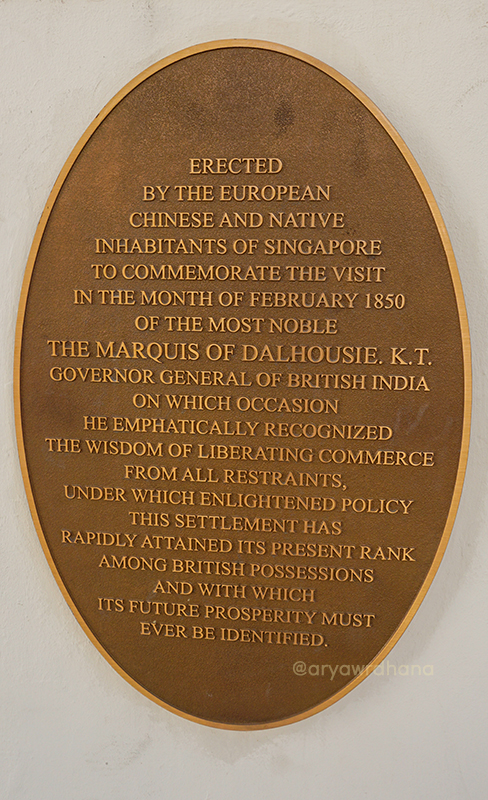 ERECTED
BY THE EUROPEAN
CHINESE AND NATIVE
INHABITANTS OF SINGAPORE
TO COMMEMORATE THE VISIT
IN THE MONTH OF FEBRUARY 1850
OF THE MOST NOBLE
THE MARQUIS OF DALHOUSIE. K.T.
GOVERNOR GENERAL OF BRITISH INDIA
ON WHICH OCCASION
HE EMPHATICALLY RECOGNIZED
THE WISDOM OF LIBERATING COMMERCE
FROM ALL RESTRAINTS,
UNDER WHICH ENLIGHTENED POLICY
THIS SETTLEMENT HAS
RAPIDLY ATTAINED ITS PRESENT RANK
AMONG BRITISH POSSESSIONS
AND WITH WHICH
ITS FUTURE PROSPERITY MUST
EVER BE IDENTIFIED.
@aryawrahana